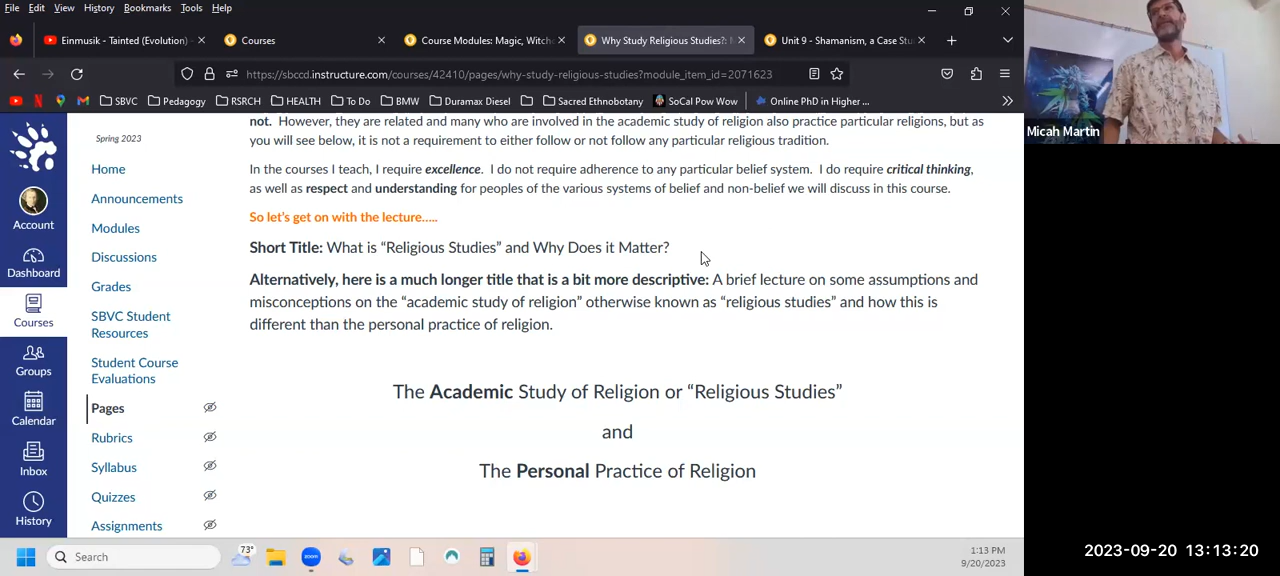 File Edit View History Bookmarks Tools Help
Einmusik - Tainted (Evolution) -
Courses
Course Modules: Magic, Witch
Why Study Religious Studies?: M
Unit 9 - Shamanism, a Case Stu
https://sbccd.instructure.com/courses/42410/pages/why-study-religious-studies?module_item_id=2071623
SBVC Pedagogy RSRCH HEALTH To Do BMW Duramax Diesel Sacred Ethnobotany SoCal Pow Wow Online PhD in Higher ...
Account
Dashboard
Courses
Groups
Calendar
Inbox
History
Spring 2023
Home
Announcements
Modules
Discussions
Grades
SBVC Student
Resources
Student Course
Evaluations
Pages
Rubrics
Syllabus
Quizzes
Assignments
not. However, they are related and many who are involved in the academic study of religion also practice particular religions, but as
you will see below, it is not a requirement to either follow or not follow any particular religious tradition.
In the courses I teach, I require excellence. I do not require adherence to any particular belief system. I do require critical thinking,
as well as respect and understanding for peoples of the various systems of belief and non-belief we will discuss in this course.
So let's get on with the lecture.....
Short Title: What is “Religious Studies” and Why Does it Matter?
Alternatively, here is a much longer title that is a bit more descriptive: A brief lecture on some assumptions and
misconceptions on the “academic study of religion” otherwise known as “religious studies” and how this is
different than the personal practice of religion.
The Academic Study of Religion or “Religious Studies”
and
The Personal Practice of Religion
Micah Martin
Search
73°
zoom
1:13 PM
9/20/2023
2023-09-20 13:13:20